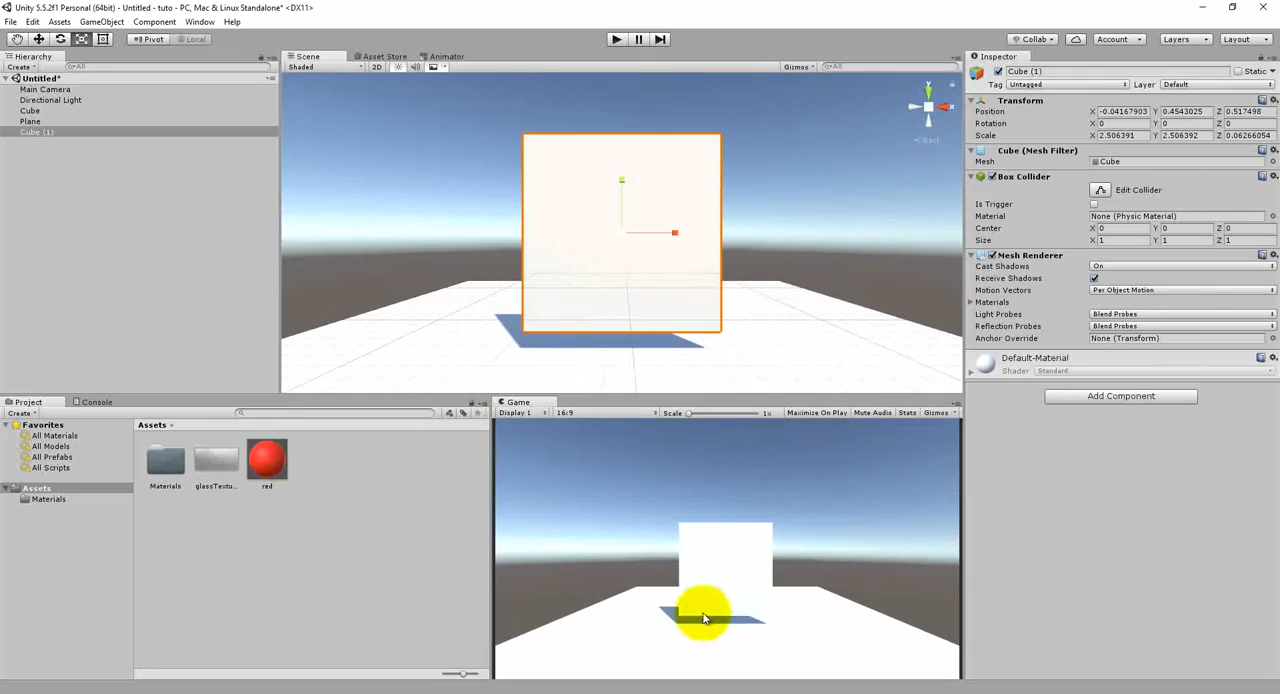 Unity 5.5.2f1 Personal (64bit) - Untitled - tuto - PC, Mac & Linux Standalone* <DX11>
File Edit Assets GameObject Component Window Help
Pivot Local Collab Account Layers Layout
Hierarchy
Create All
Untitled*
Main Camera
Directional Light
Cube
Plane
Cube (1)
Scene Asset Store Animator
Shaded 2D Gizmos All
y
x
Back
Inspector
Cube (1) Static
Tag Untagged Layer Default
Transform
Position X -0.04167903 Y 0.4543025 Z 0.517498
Rotation X 0 Y 0 Z 0
Scale X 2.506391 Y 2.506392 Z 0.06266054
Cube (Mesh Filter)
Mesh Cube
Box Collider
Edit Collider
Is Trigger
Material None (Physic Material)
Center X 0 Y 0 Z 0
Size X 1 Y 1 Z 1
Mesh Renderer
Cast Shadows On
Receive Shadows
Motion Vectors Per Object Motion
Materials
Light Probes Blend Probes
Reflection Probes Blend Probes
Anchor Override None (Transform)
Default-Material
Shader Standard
Add Component
Project Console
Create
Favorites
All Materials
All Models
All Prefabs
All Scripts
Assets
Materials
Assets
Materials glassTextu... red
Game
Display 1 16:9 Scale 1x Maximize On Play Mute Audio Stats Gizmos